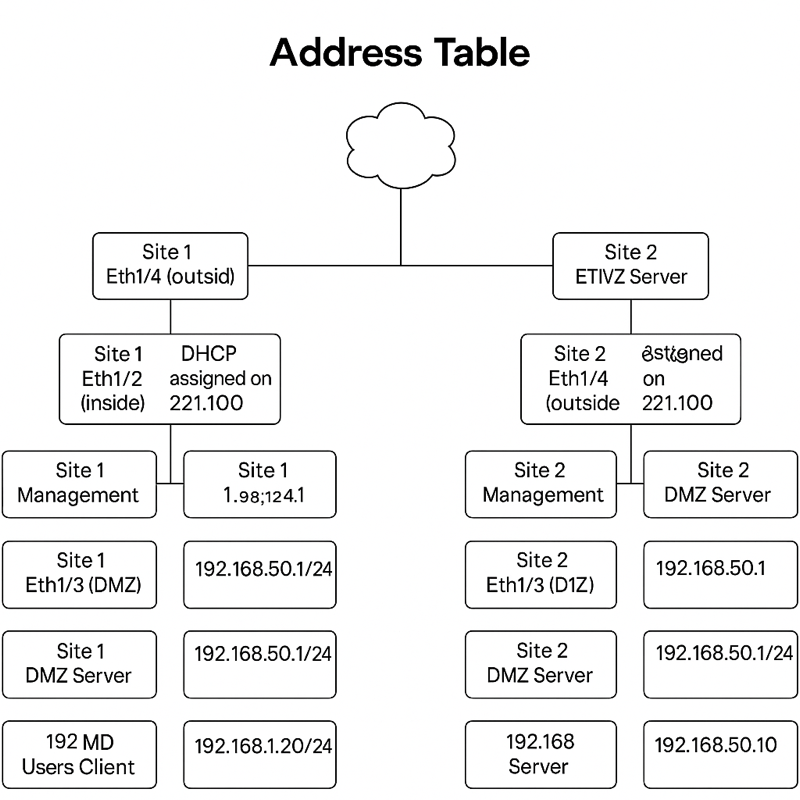 Address Table
Site 1
Eth1/4 (outsid)
Site 2
ETIVZ Server
Site 1
Eth1/2
(inside)
DHCP
assigned on
221.100
Site 2
Eth1/4
(outside
on
221.100
Site 1
Management
Site 1
1.98;124.1
Site 2
Management
Site 2
DMZ Server
Site 1
Eth1/3 (DMZ)
192.168.50.1/24
Site 2
Eth1/3 (D1Z)
192.168.50.1
Site 1
DMZ Server
192.168.50.1/24
Site 2
DMZ Server
192.168.50.1/24
192 MD
Users Client
192.168.1.20/24
192.168
Server
192.168.50.10